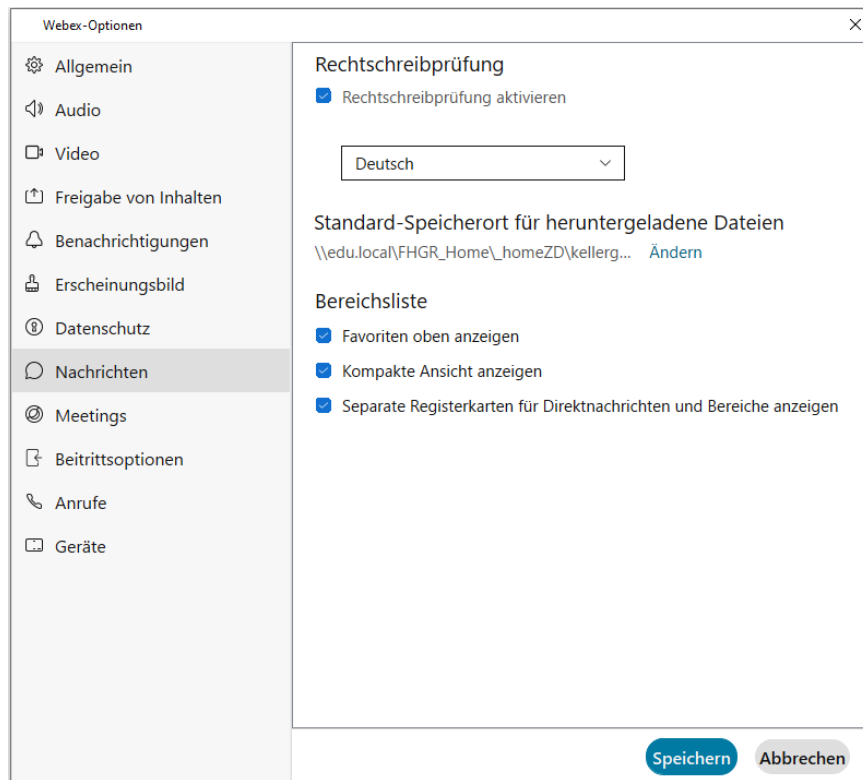 Webex-Optionen
Allgemein
Audio
Video
Freigabe von Inhalten
Benachrichtigungen
Erscheinungsbild
Datenschutz
Nachrichten
Meetings
Beitrittsoptionen
Anrufe
Geräte
Rechtschreibprüfung
Rechtschreibprüfung aktivieren
Deutsch
Standard-Speicherort für heruntergeladene Dateien
\\edu.local\FHGR_Home\_homeZD\kellerg... Ändern
Bereichsliste
Favoriten oben anzeigen
Kompakte Ansicht anzeigen
Separate Registerkarten für Direktnachrichten und Bereiche anzeigen
Speichern Abbrechen